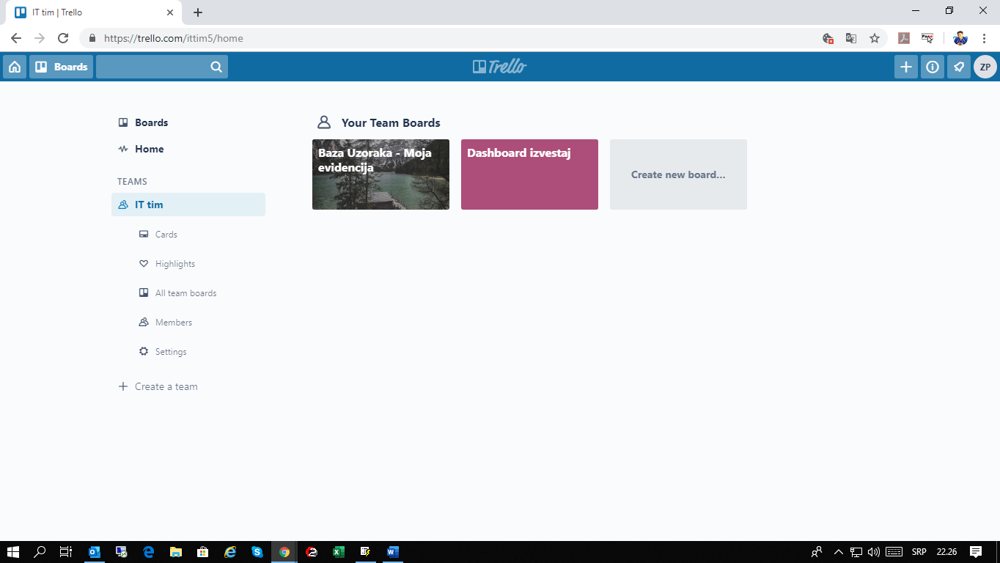 IT tim | Trello
https://trello.com/ittim5/home
Boards
Trello
ZP
Boards
Home
TEAMS
IT tim
Cards
Highlights
All team boards
Members
Settings
Create a team
Your Team Boards
Baza Uzoraka - Moja
evidencija
Dashboard izvestaj
Create new board...
SRP
22.26